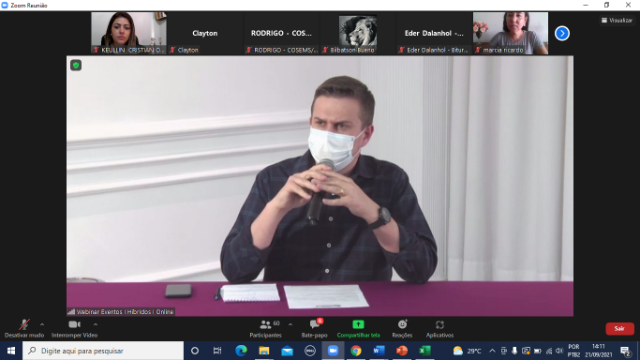 Zoom Reunião
Visualizar
Clayton
RODRIGO - COS...
Eder Dalanhol -...
KEULLIN CRISTIAN O...
Clayton
RODRIGO - COSEMS/...
Bilbatson Bueno
Eder Dalanhol - Bitur...
marcia ricardo
Webinar Eventos | Híbridos | Online
60
Desativar mudo
Interromper Vídeo
Participantes
Bate-papo
Compartilhar tela
Reações
Aplicativos
Sair
Digite aqui para pesquisar
29°C
POR
PTB2
14:11
21/09/2021